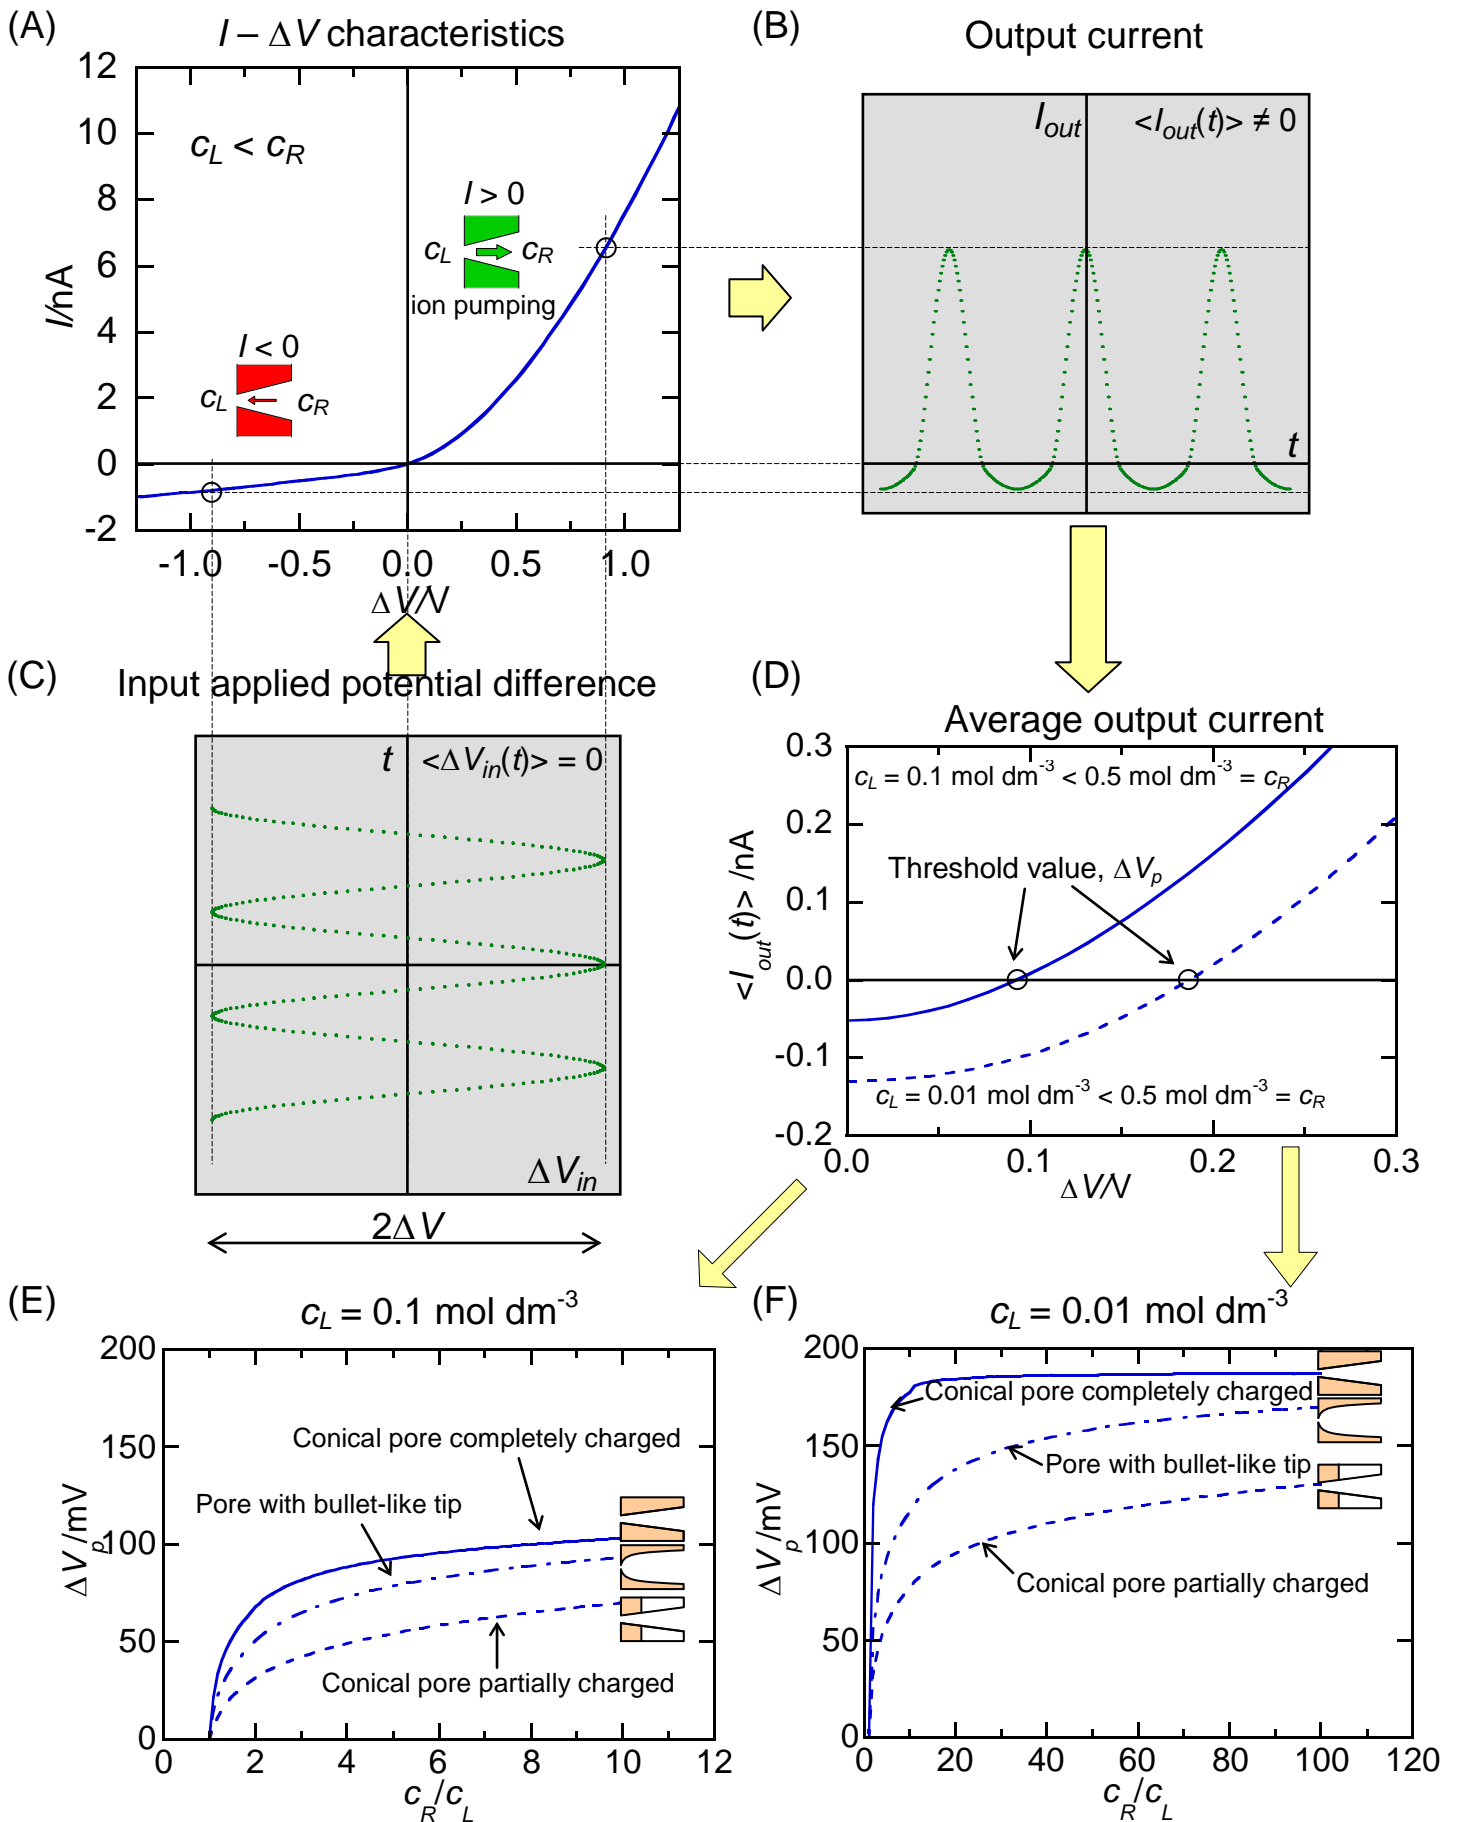 (A)
I – ΔV characteristics
12
10
8
6
4
2
0
-2
I/nA
c_L < c_R
I > 0
c_L
c_R
ion pumping
I < 0
c_L
c_R
-1.0 -0.5 0.0 0.5 1.0
ΔV/V
(B)
Output current
I_out
<I_out(t)> ≠ 0
t
(C)
Input applied potential difference
t
<ΔV_in(t)> = 0
ΔV_in
2ΔV
(D)
Average output current
0.3
0.2
0.1
0.0
-0.1
-0.2
<I_out(t)> /nA
c_L = 0.1 mol dm^-3 < 0.5 mol dm^-3 = c_R
Threshold value, ΔV_p
c_L = 0.01 mol dm^-3 < 0.5 mol dm^-3 = c_R
0.0 0.1 0.2 0.3
ΔV/V
(E)
c_L = 0.1 mol dm^-3
200
150
100
50
0
ΔV_p /mV
Conical pore completely charged
Pore with bullet-like tip
Conical pore partially charged
0 2 4 6 8 10 12
c_R/c_L
(F)
c_L = 0.01 mol dm^-3
200
150
100
50
0
ΔV_p /mV
Conical pore completely charged
Pore with bullet-like tip
Conical pore partially charged
0 20 40 60 80 100 120
c_R/c_L